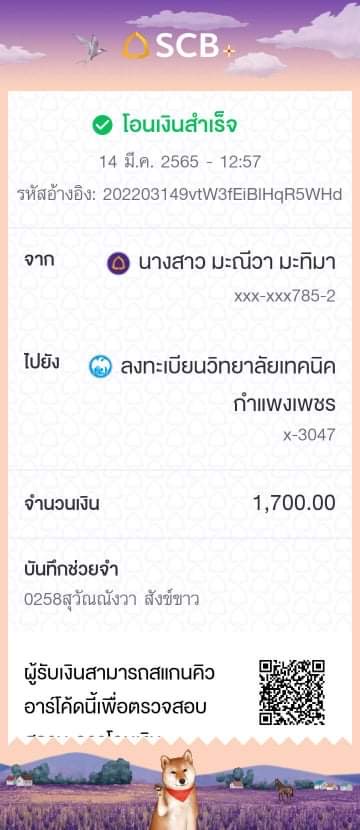 SCB
โอนเงินสำเร็จ
14 มี.ค. 2565 - 12:57
รหัสอ้างอิง: 202203149vtW3fEiBIHqR5WHd
จาก
นางสาว มะณีวา มะทิมา
xxx-xxx785-2
ไปยัง
ลงทะเบียนวิทยาลัยเทคนิค
กำแพงเพชร
x-3047
จำนวนเงิน 1,700.00
บันทึกช่วยจำ
0258สุวัณณังวา สังข์ขาว
ผู้รับเงินสามารถสแกนคิว
อาร์โค้ดนี้เพื่อตรวจสอบ